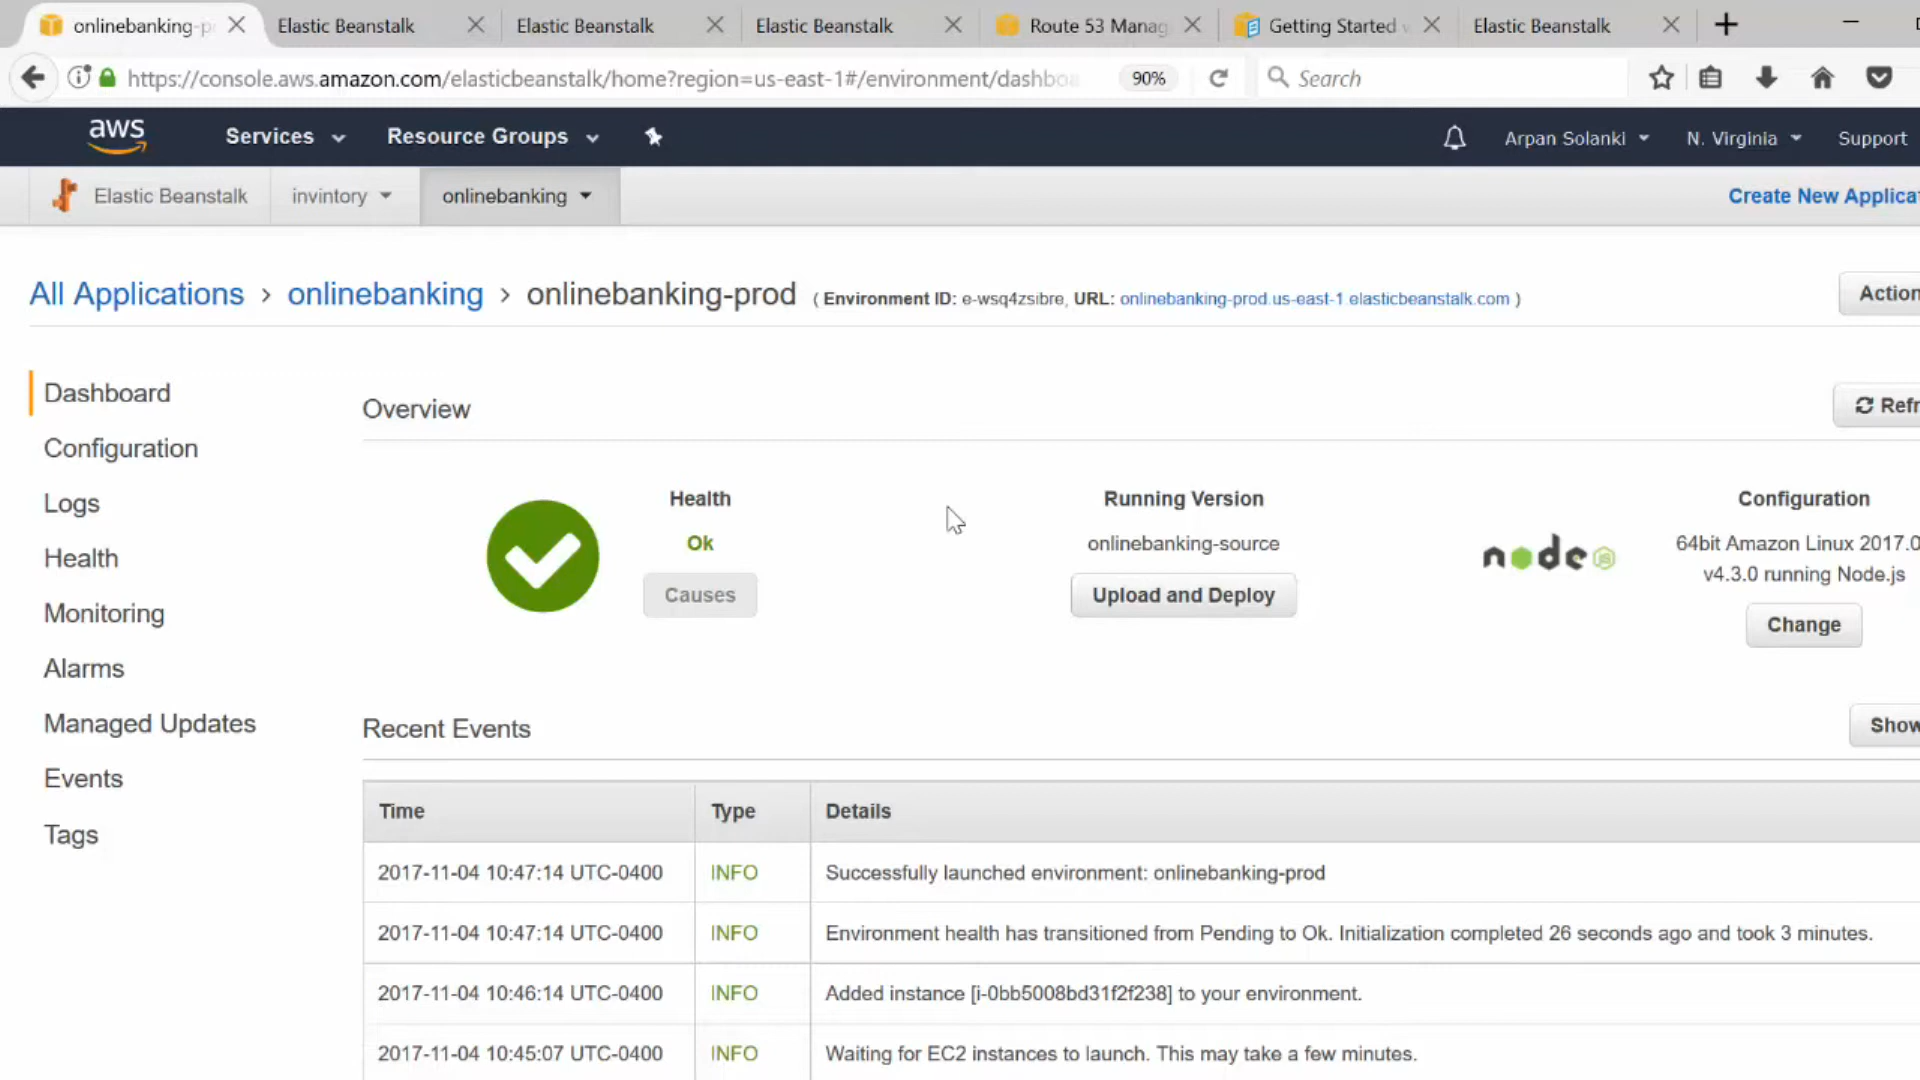 onlinebanking-p
Elastic Beanstalk
Elastic Beanstalk
Elastic Beanstalk
Route 53 Manag
Getting Started
Elastic Beanstalk
https://console.aws.amazon.com/elasticbeanstalk/home?region=us-east-1#/environment/dashboa
90%
Search
aws
Services
Resource Groups
Arpan Solanki
N. Virginia
Support
Elastic Beanstalk
invintory
onlinebanking
Create New Applicat
All Applications > onlinebanking > onlinebanking-prod ( Environment ID: e-wsq4zsibre, URL: onlinebanking-prod.us-east-1.elasticbeanstalk.com )
Action
Dashboard
Configuration
Logs
Health
Monitoring
Alarms
Managed Updates
Events
Tags
Overview
Refr
Health
Ok
Causes
Running Version
onlinebanking-source
Upload and Deploy
node
JS
Configuration
64bit Amazon Linux 2017.0
v4.3.0 running Node.js
Change
Recent Events
Show
Time Type Details
2017-11-04 10:47:14 UTC-0400 INFO Successfully launched environment: onlinebanking-prod
2017-11-04 10:47:14 UTC-0400 INFO Environment health has transitioned from Pending to Ok. Initialization completed 26 seconds ago and took 3 minutes.
2017-11-04 10:46:14 UTC-0400 INFO Added instance [i-0bb5008bd31f2f238] to your environment.
2017-11-04 10:45:07 UTC-0400 INFO Waiting for EC2 instances to launch. This may take a few minutes.